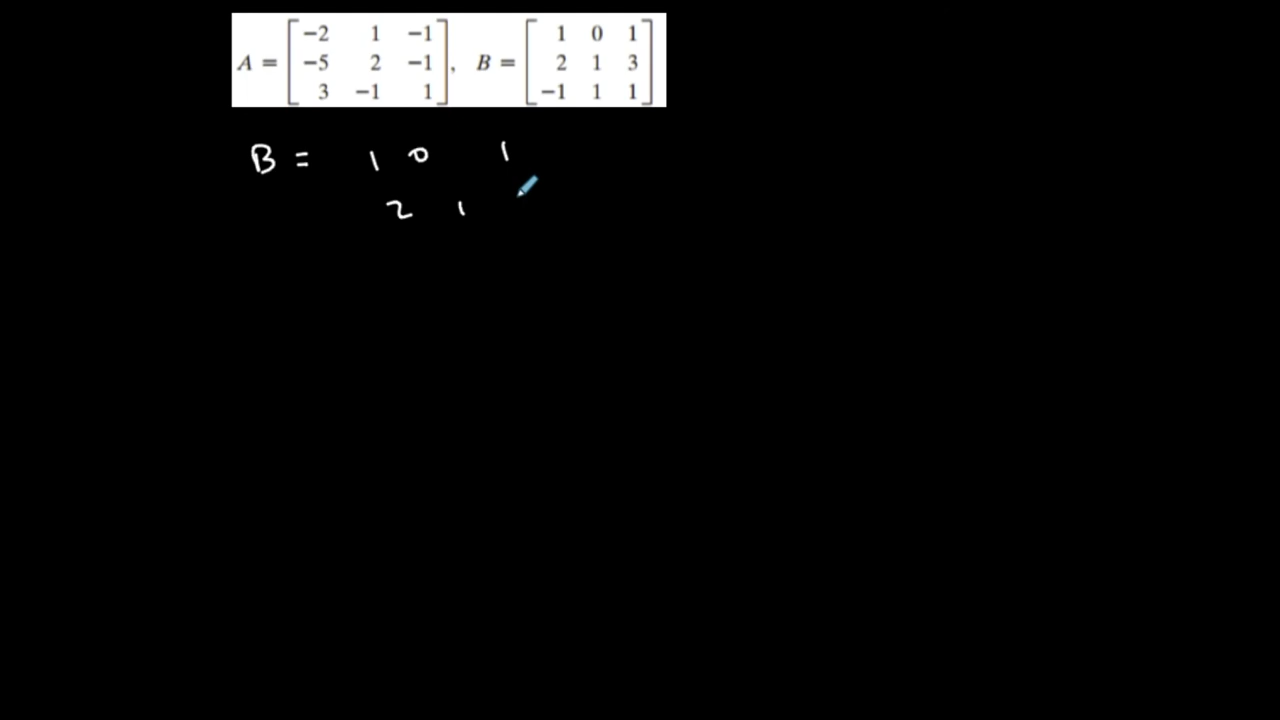 −2 1 −1 1 0 1
A = −5 2 −1 , B = 2 1 3
3 −1 1 −1 1 1
B = 1 0 1
2 1